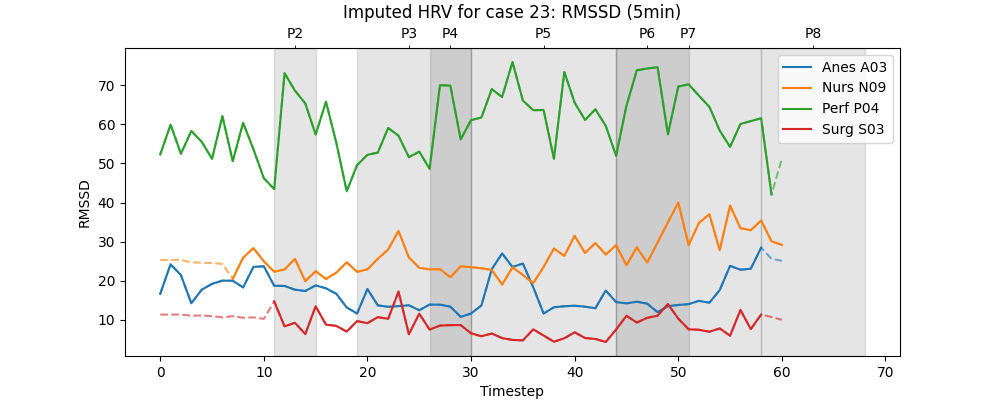 Imputed HRV for case 23: RMSSD (5min)
P2 P3 P4 P5 P6 P7 P8
Anes A03
Nurs N09
Perf P04
Surg S03
70
60
50
40
30
20
10
RMSSD
0 10 20 30 40 50 60 70
Timestep